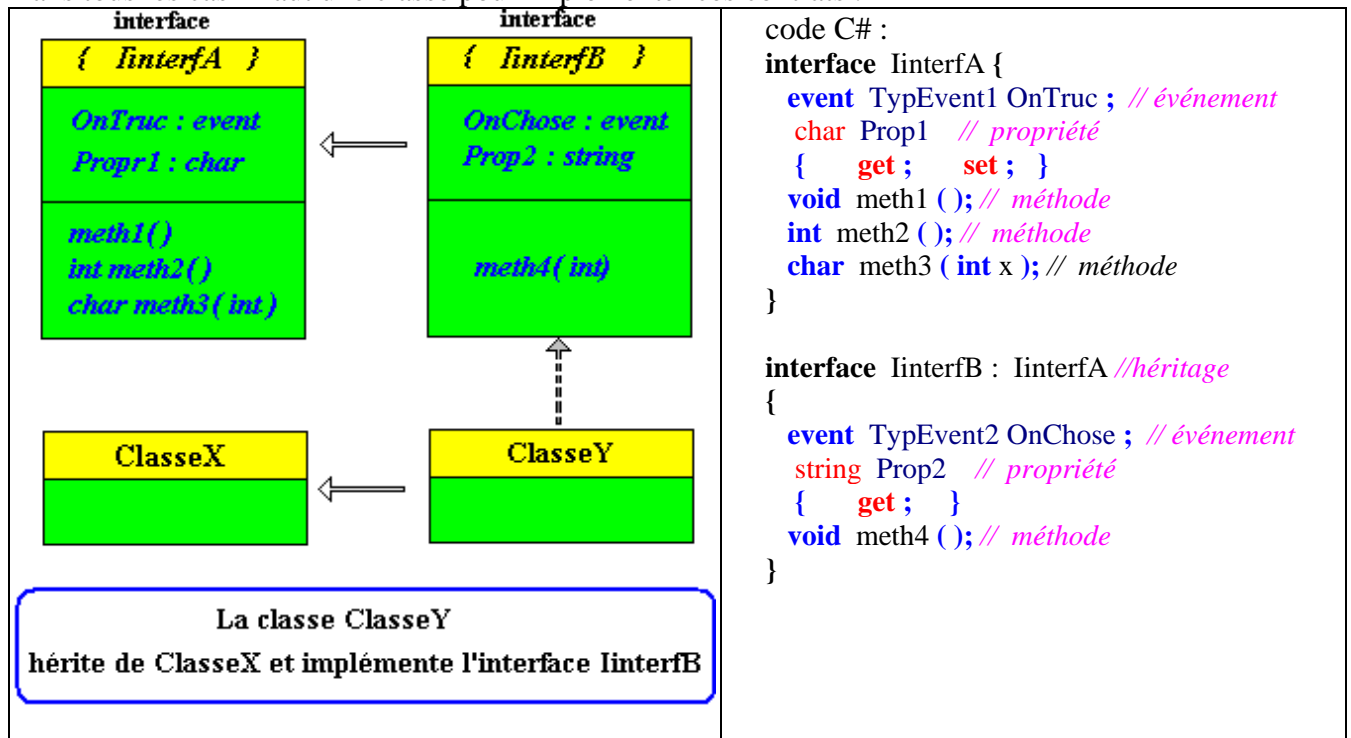 interface
{ IinterfA }
OnTruc : event
Propr1 : char
meth1()
int meth2()
char meth3( int )
interface
{ IinterfB }
OnChose : event
Prop2 : string
meth4( int)
ClasseX
ClasseY
La classe ClasseY
hérite de ClasseX et implémente l'interface IinterfB
code C# :
interface IinterfA {
event TypEvent1 OnTruc ; // événement
char Prop1 // propriété
{ get ; set ; }
void meth1 ( ); // méthode
int meth2 ( ); // méthode
char meth3 ( int x ); // méthode
}
interface IinterfB : IinterfA //héritage
{
event TypEvent2 OnChose ; // événement
string Prop2 // propriété
{ get ; }
void meth4 ( ); // méthode
}